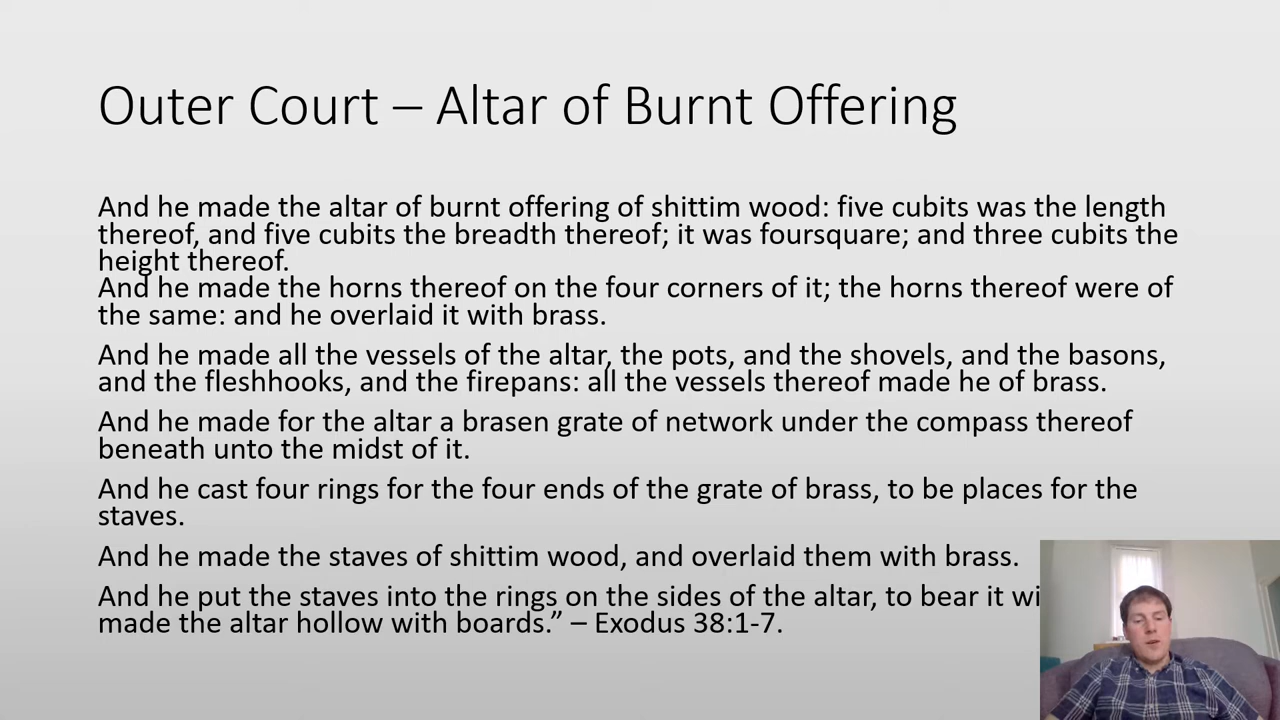 Outer Court – Altar of Burnt Offering
And he made the altar of burnt offering of shittim wood: five cubits was the length
thereof, and five cubits the breadth thereof; it was foursquare; and three cubits the
height thereof.
And he made the horns thereof on the four corners of it; the horns thereof were of
the same: and he overlaid it with brass.
And he made all the vessels of the altar, the pots, and the shovels, and the basons,
and the fleshhooks, and the firepans: all the vessels thereof made he of brass.
And he made for the altar a brasen grate of network under the compass thereof
beneath unto the midst of it.
And he cast four rings for the four ends of the grate of brass, to be places for the
staves.
And he made the staves of shittim wood, and overlaid them with brass.
And he put the staves into the rings on the sides of the altar, to bear it
made the altar hollow with boards.” – Exodus 38:1-7.